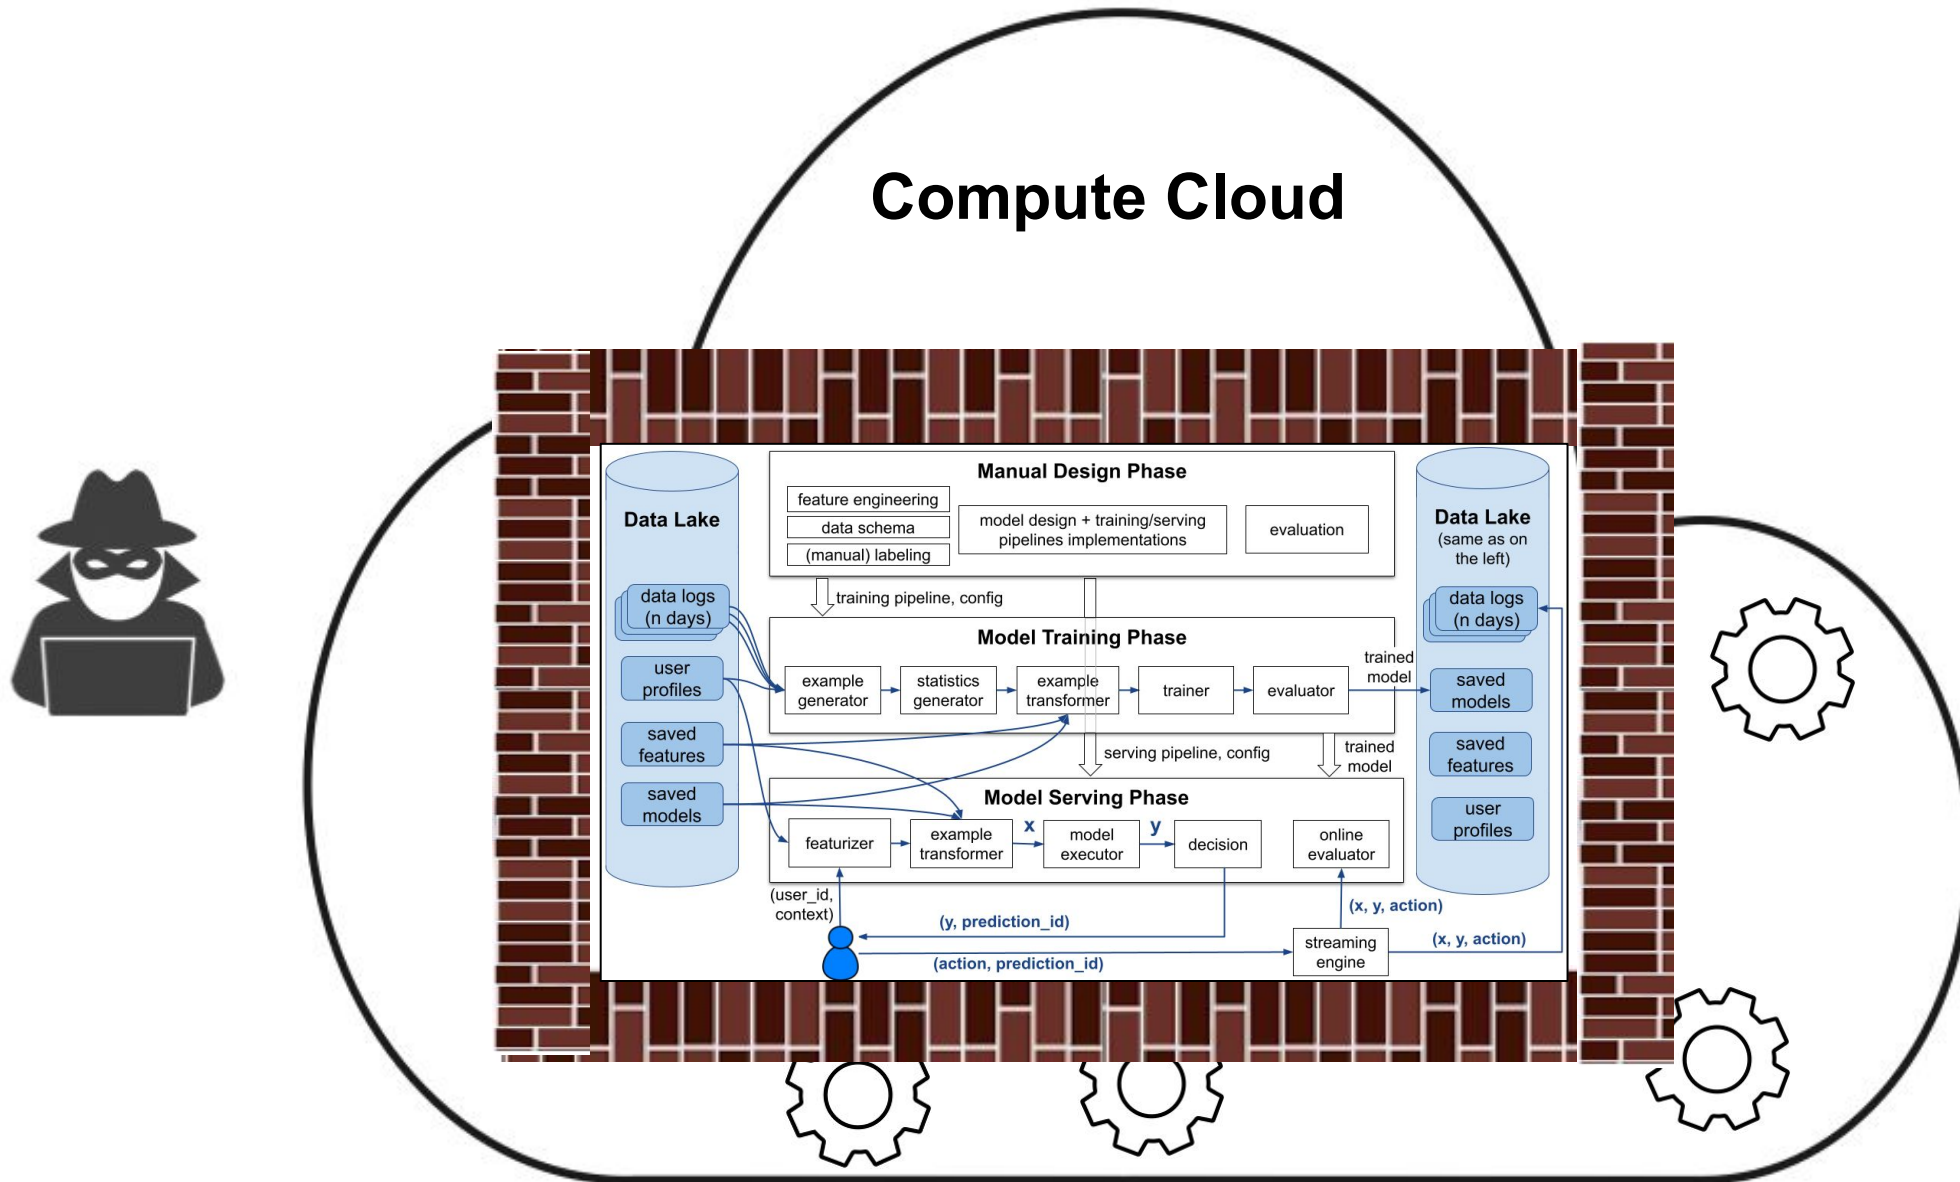 Compute Cloud
Data Lake
data logs
(n days)
user
profiles
saved
features
saved
models
Manual Design Phase
feature engineering
data schema
(manual) labeling
model design + training/serving
pipelines implementations
evaluation
training pipeline, config
Model Training Phase
example
generator
statistics
generator
example
transformer
trainer
evaluator
trained
model
serving pipeline, config
trained
model
Model Serving Phase
featurizer
example
transformer
x
model
executor
y
decision
online
evaluator
(user_id,
context)
(y, prediction_id)
(action, prediction_id)
(x, y, action)
streaming
engine
(x, y, action)
Data Lake
(same as on
the left)
data logs
(n days)
saved
models
saved
features
user
profiles